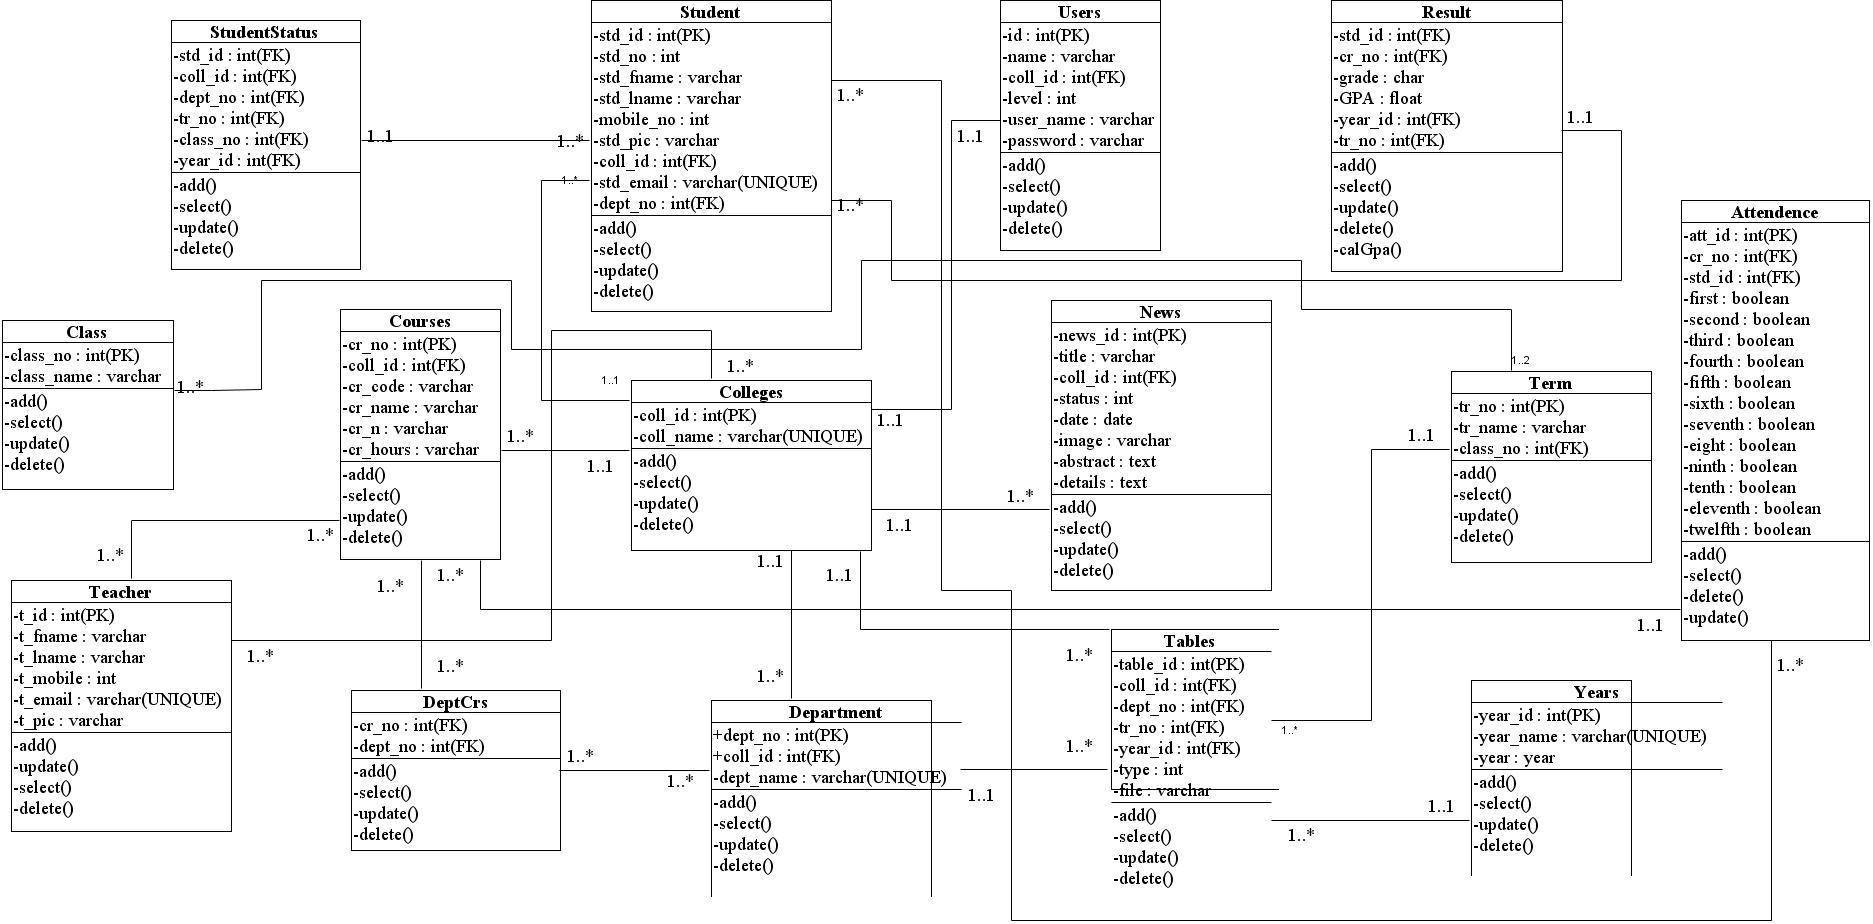 StudentStatus
-std_id : int(FK)
-coll_id : int(FK)
-dept_no : int(FK)
-tr_no : int(FK)
-class_no : int(FK)
-year_id : int(FK)
-add()
-select()
-update()
-delete()
1..1
1..*
Student
-std_id : int(PK)
-std_no : int
-std_fname : varchar
-std_lname : varchar
-mobile_no : int
-std_pic : varchar
-coll_id : int(FK)
-std_email : varchar(UNIQUE)
-dept_no : int(FK)
-add()
-select()
-update()
-delete()
1..*
1..*
1..*
Users
-id : int(PK)
-name : varchar
-coll_id : int(FK)
-level : int
-user_name : varchar
-password : varchar
-add()
-select()
-update()
-delete()
1..1
Result
-std_id : int(FK)
-cr_no : int(FK)
-grade : char
-GPA : float
-year_id : int(FK)
-tr_no : int(FK)
-add()
-select()
-update()
-delete()
-calGpa()
1..1
Attendence
-att_id : int(PK)
-cr_no : int(FK)
-std_id : int(FK)
-first : boolean
-second : boolean
-third : boolean
-fourth : boolean
-fifth : boolean
-sixth : boolean
-seventh : boolean
-eight : boolean
-ninth : boolean
-tenth : boolean
-eleventh : boolean
-twelfth : boolean
-add()
-select()
-delete()
-update()
1..1
1..*
Class
-class_no : int(PK)
-class_name : varchar
-add()
-select()
-update()
-delete()
1..*
Courses
-cr_no : int(PK)
-coll_id : int(FK)
-cr_code : varchar
-cr_name : varchar
-cr_n : varchar
-cr_hours : varchar
-add()
-select()
-update()
-delete()
1..*
1..*
1..*
1..*
1..*
1..1
1..1
1..*
Colleges
-coll_id : int(PK)
-coll_name : varchar(UNIQUE)
-add()
-select()
-update()
-delete()
1..1
1..1
1..1
1..1
News
-news_id : int(PK)
-title : varchar
-coll_id : int(FK)
-status : int
-date : date
-image : varchar
-abstract : text
-details : text
-add()
-select()
-update()
-delete()
1..*
1..2
Term
-tr_no : int(PK)
-tr_name : varchar
-class_no : int(FK)
-add()
-select()
-update()
-delete()
1..1
Teacher
-t_id : int(PK)
-t_fname : varchar
-t_lname : varchar
-t_mobile : int
-t_email : varchar(UNIQUE)
-t_pic : varchar
-add()
-update()
-select()
-delete()
1..*
1..*
DeptCrs
-cr_no : int(FK)
-dept_no : int(FK)
-add()
-select()
-update()
-delete()
1..*
1..*
1..*
Department
+dept_no : int(PK)
+coll_id : int(FK)
-dept_name : varchar(UNIQUE)
-add()
-select()
-update()
-delete()
1..1
1..*
1..*
Tables
-table_id : int(PK)
-coll_id : int(FK)
-dept_no : int(FK)
-tr_no : int(FK)
-year_id : int(FK)
-type : int
-file : varchar
-add()
-select()
-update()
-delete()
1..*
1..*
1..1
Years
-year_id : int(PK)
-year_name : varchar(UNIQUE)
-year : year
-add()
-select()
-update()
-delete()